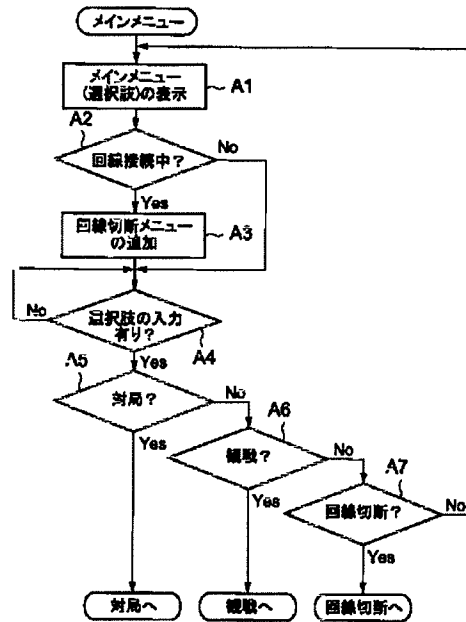 メインメニュー
メインメニュー
(選択肢)の表示
A1
A2
回線接続中?
No
Yes
回線切断メニュー
の追加
A3
No
選択肢の入力
有り?
A4
Yes
A5
対局?
No
A6
Yes
観戦?
No
A7
Yes
回線切断?
No
Yes
対局へ
観戦へ
回線切断へ